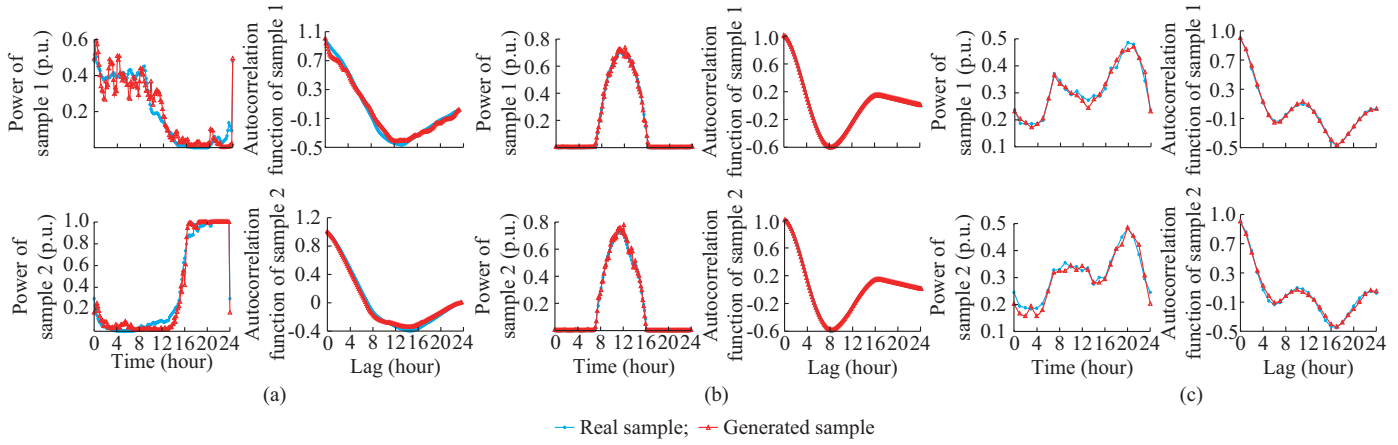 Power of
sample 1 (p.u.)
0.6
0.4
0.2
Autocorrelation
function of sample 1
1.1
0.7
0.3
-0.1
-0.5
Power of
sample 1 (p.u.)
0.8
0.6
0.4
0.2
Autocorrelation
function of sample 1
1.0
0.6
0.2
-0.2
-0.6
Power of
sample 1 (p.u.)
0.5
0.4
0.3
0.2
0.1
Autocorrelation
function of sample 1
1.0
0.7
0.3
-0.1
-0.5
Power of
sample 2 (p.u.)
1.0
0.8
0.6
0.4
0.2
0 4 8 12 16 20 24
Time (hour)
Autocorrelation
function of sample 2
1.2
0.8
0.4
0
-0.4
0 4 8 12 1620 24
Lag (hour)
Power of
sample 2 (p.u.)
0.8
0.6
0.4
0.2
0 4 8 12 16 20 24
Time (hour)
Autocorrelation
function of sample 2
1.0
0.6
0.2
-0.2
-0.6
0 4 8 12 1620 24
Lag (hour)
Power of
sample 2 (p.u.)
0.5
0.4
0.3
0.2
0.1
0 4 8 12 1620 24
Time (hour)
Autocorrelation
function of sample 2
1.0
0.7
0.3
-0.1
-0.5
0 4 8 12 1620 24
Lag (hour)
(a)
(b)
(c)
Real sample; Generated sample